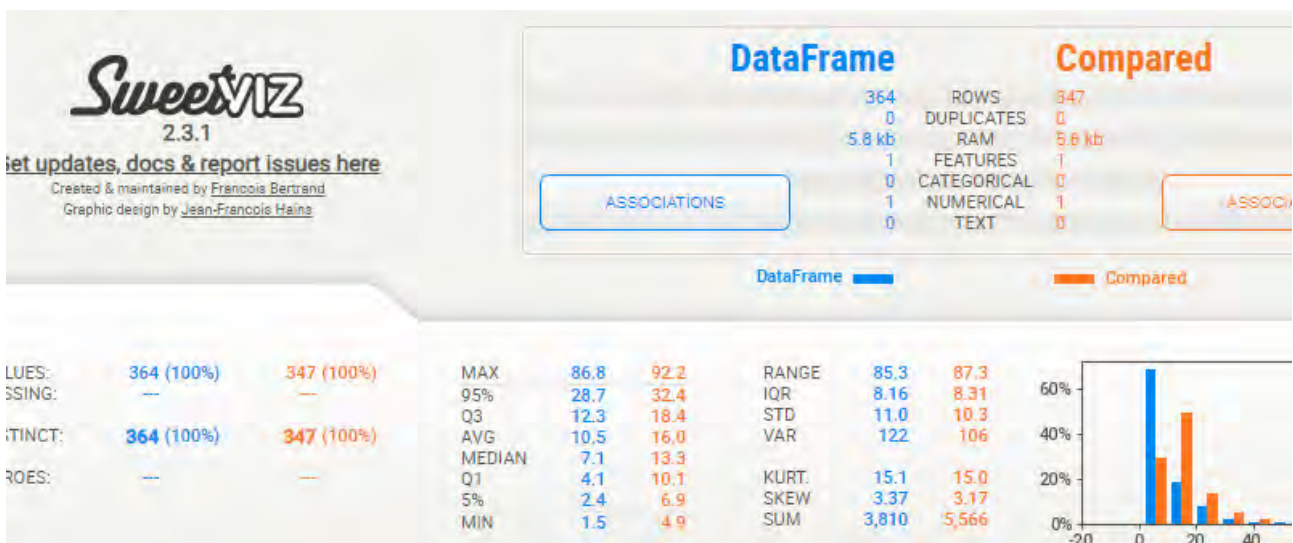 SweetVIZ
2.3.1
Get updates, docs & report issues here
Created & maintained by Francois Bertrand
Graphic design by Jean-Francois Hains
DataFrame Compared
364 ROWS 347
0 DUPLICATES 0
5.8 kb RAM 5.6 kb
1 FEATURES 1
0 CATEGORICAL 0
1 NUMERICAL 1
0 TEXT 0
ASSOCIATIONS
ASSOCIA
DataFrame Compared
LUES: 364 (100%) 347 (100%)
SSING: --- ---
TINCT: 364 (100%) 347 (100%)
ROES: --- ---
MAX 86.8 92.2
95% 28.7 32.4
Q3 12.3 18.4
AVG 10.5 16.0
MEDIAN 7.1 13.3
Q1 4.1 10.1
5% 2.4 6.9
MIN 1.5 4.9
RANGE 85.3 87.3
IQR 8.16 8.31
STD 11.0 10.3
VAR 122 106
KURT. 15.1 15.0
SKEW 3.37 3.17
SUM 3,810 5,566
60%
40%
20%
0%
-20 0 20 40